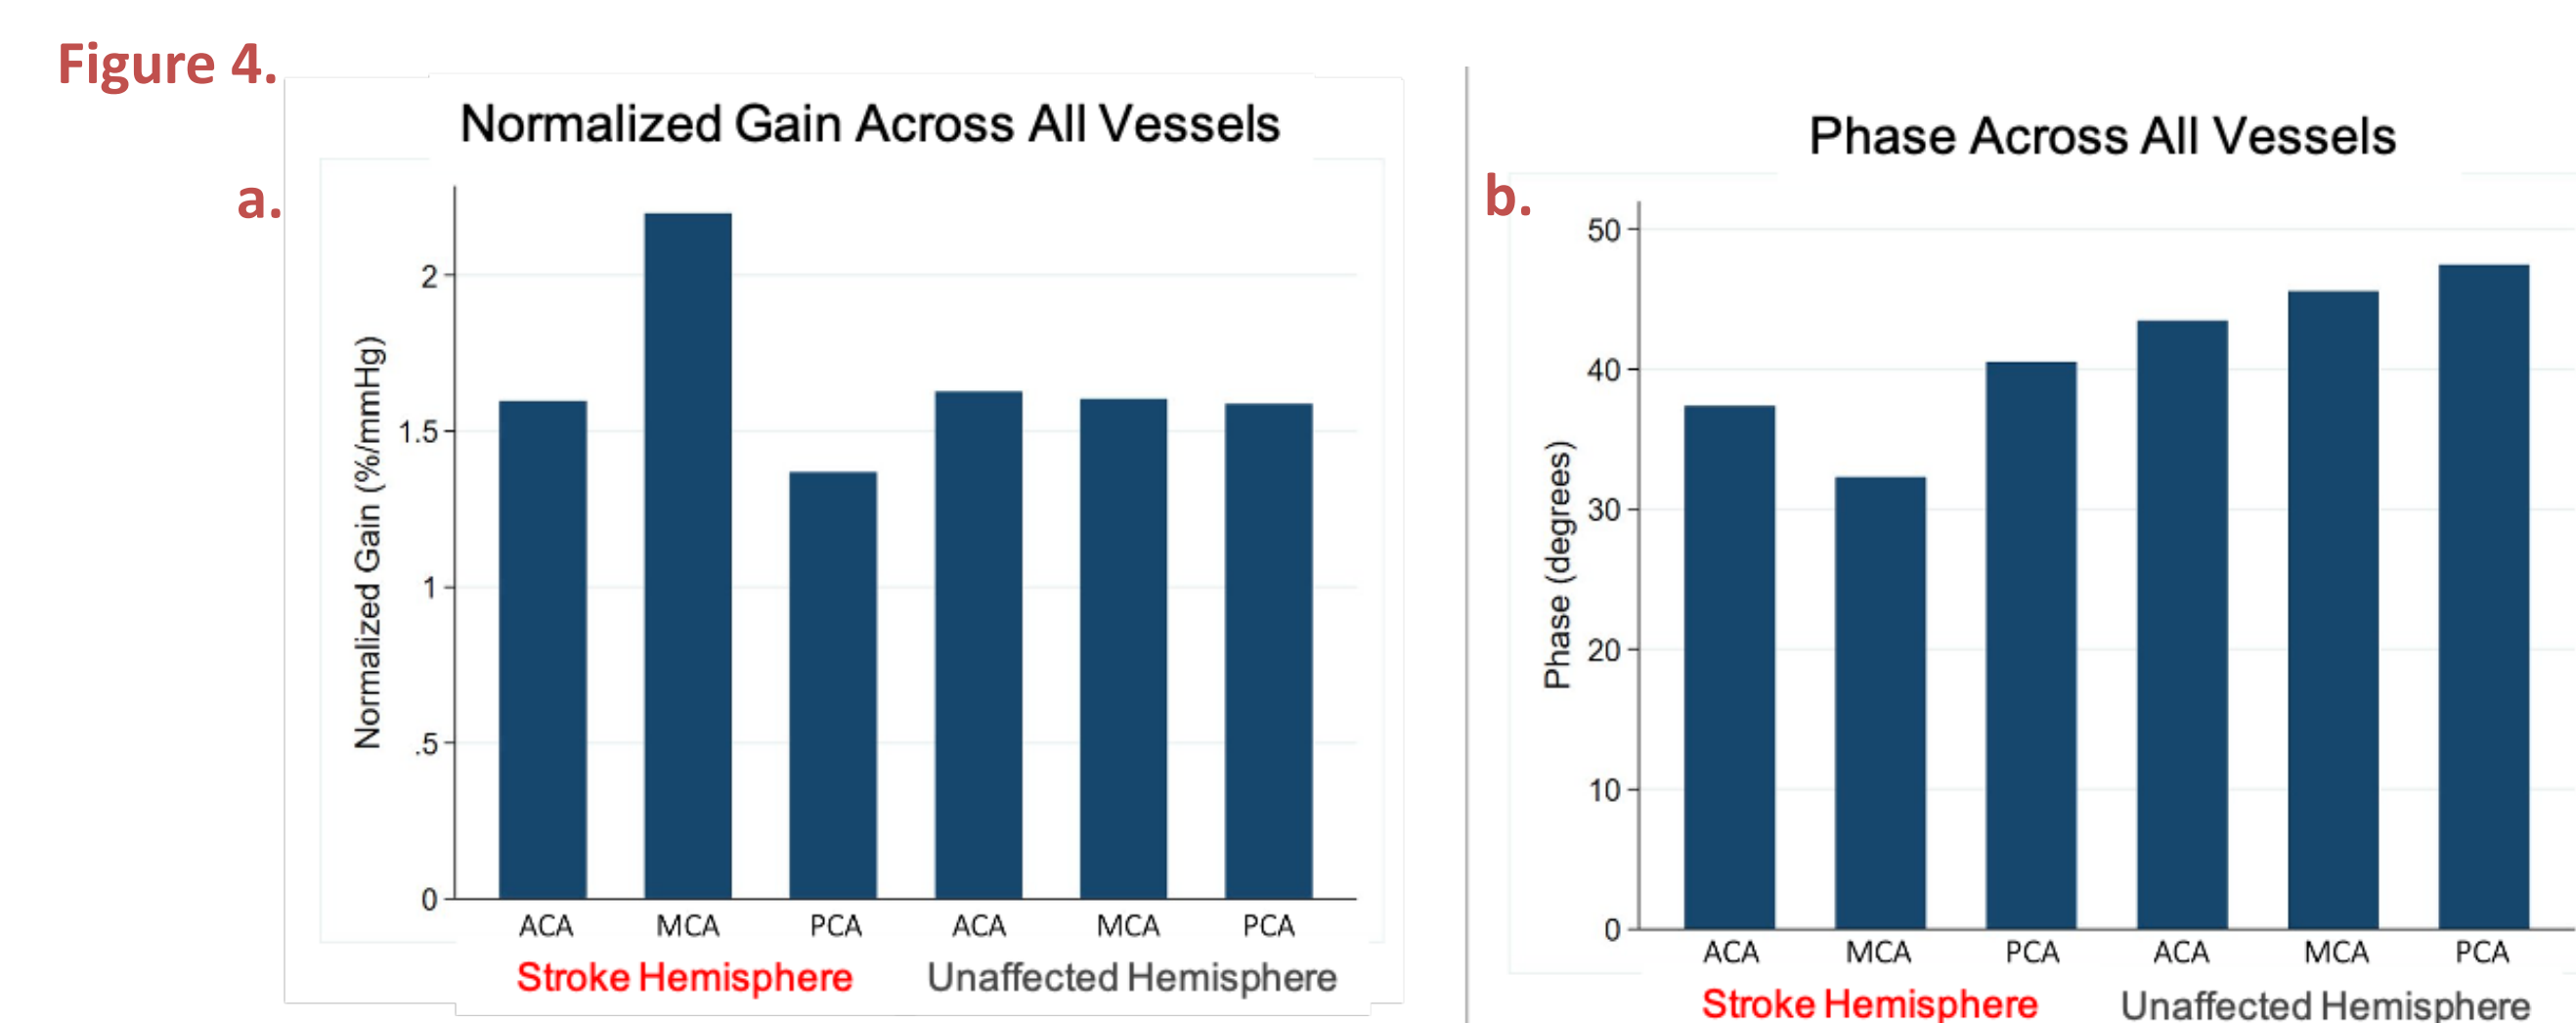 Figure 4.
a.
Normalized Gain Across All Vessels
Normalized Gain (%/mmHg)
2
1.5
1
.5
0
ACA MCA PCA ACA MCA PCA
Stroke Hemisphere Unaffected Hemisphere
b.
Phase Across All Vessels
Phase (degrees)
50
40
30
20
10
0
ACA MCA PCA ACA MCA PCA
Stroke Hemisphere Unaffected Hemisphere